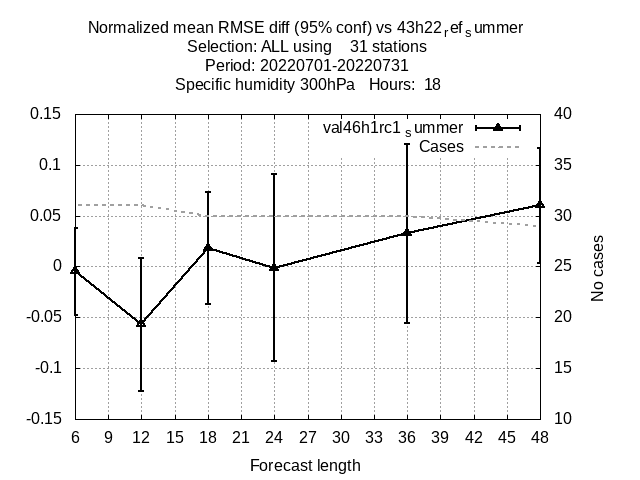 Normalized mean RMSE diff (95% conf) vs 43h22refsummer
Selection: ALL using    31 stations
Period: 20220701-20220731
Specific humidity 300hPa   Hours:  18
0.15
0.1
0.05
0
-0.05
-0.1
-0.15
val46h1rc1summer
Cases
40
35
30
25
20
15
10
No cases
6 9 12 15 18 21 24 27 30 33 36 39 42 45 48
Forecast length